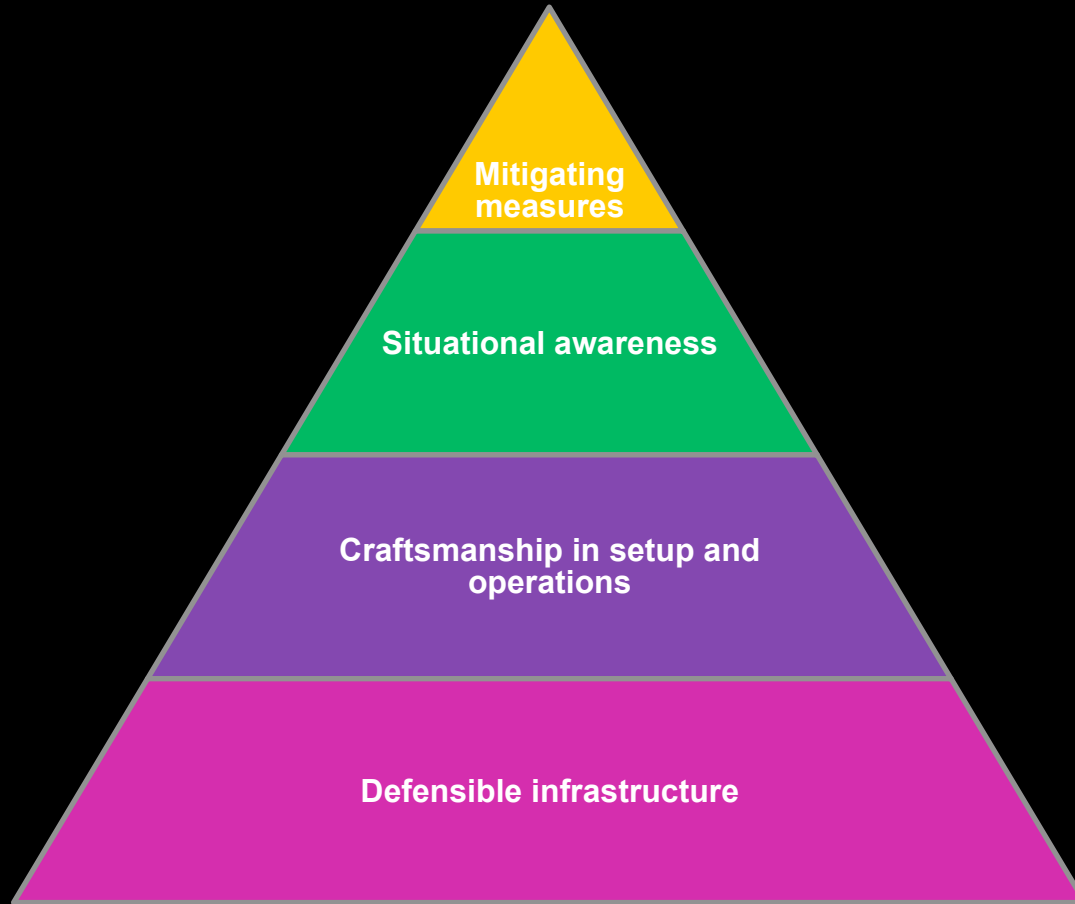 Mitigating
measures
Situational awareness
Craftsmanship in setup and
operations
Defensible infrastructure